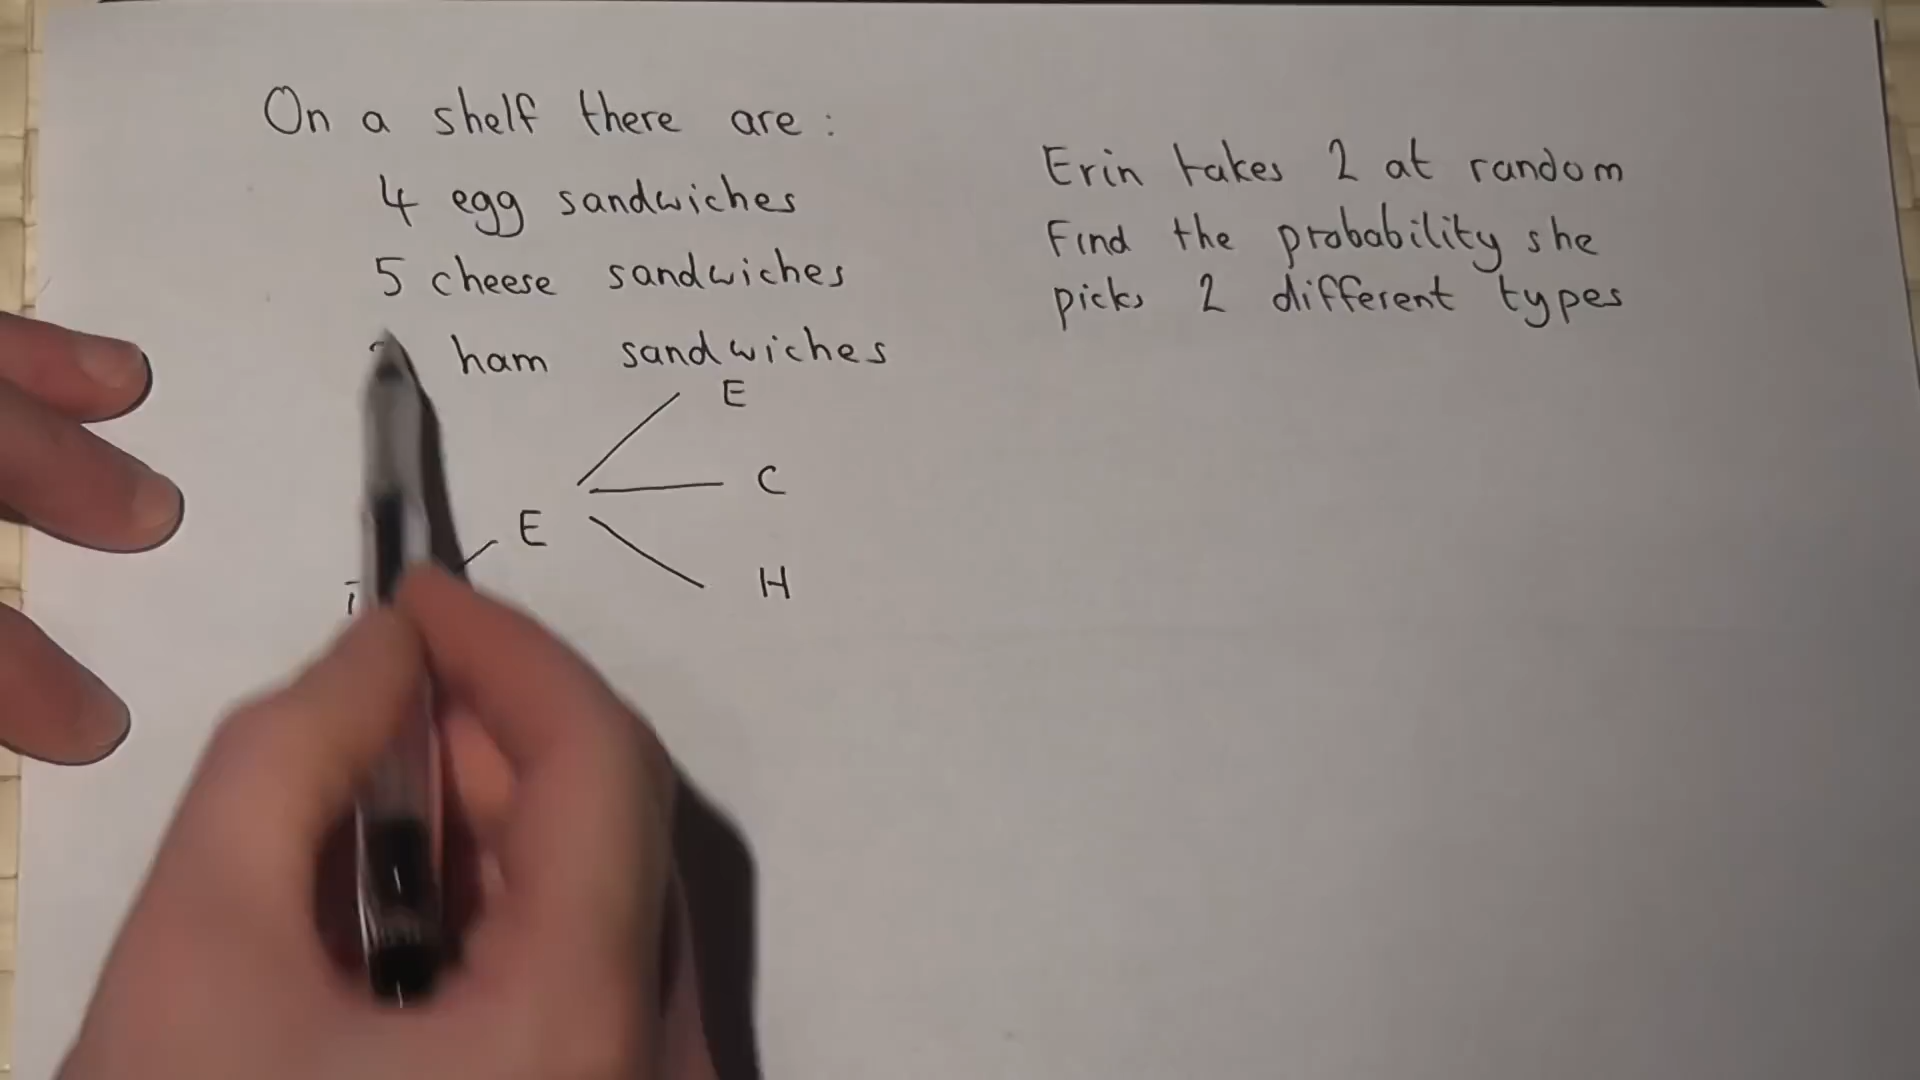 On a shelf there are :
4 egg sandwiches
5 cheese sandwiches
ham sandwiches
Erin takes 2 at random
Find the probability she
picks 2 different types
E
C
E
H